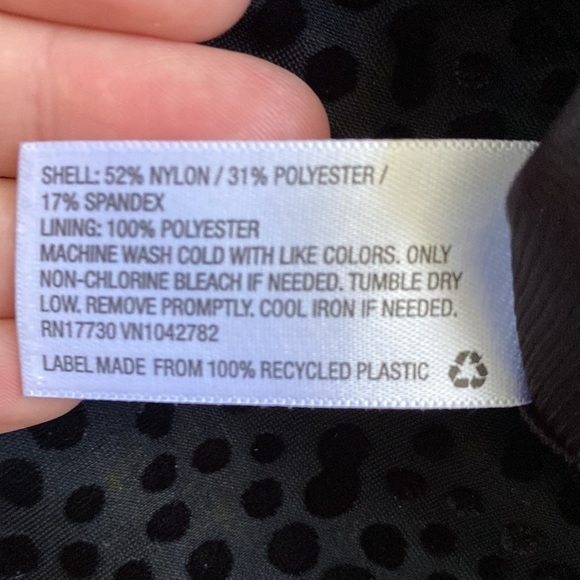 SHELL: 52% NYLON / 31% POLYESTER /
17% SPANDEX
LINING: 100% POLYESTER
MACHINE WASH COLD WITH LIKE COLORS. ONLY
NON-CHLORINE BLEACH IF NEEDED. TUMBLE DRY
LOW. REMOVE PROMPTLY. COOL IRON IF NEEDED.
RN17730 VN1042782
LABEL MADE FROM 100% RECYCLED PLASTIC